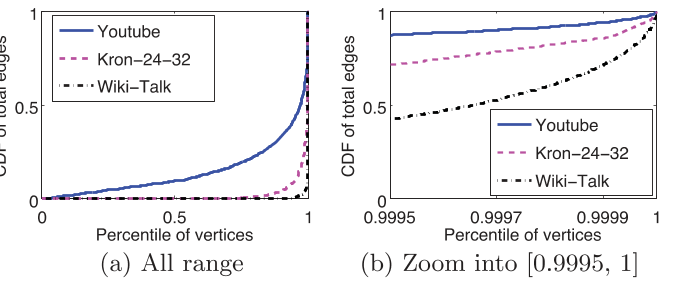 CDF of total edges
1
0.5
0
Youtube
Kron-24-32
Wiki-Talk
0
0.5
1
Percentile of vertices
(a) All range
CDF of total edges
1
0.5
0
Youtube
Kron-24-32
Wiki-Talk
0.9995
0.9997
0.9999
1
Percentile of vertices
(b) Zoom into [0.9995, 1]